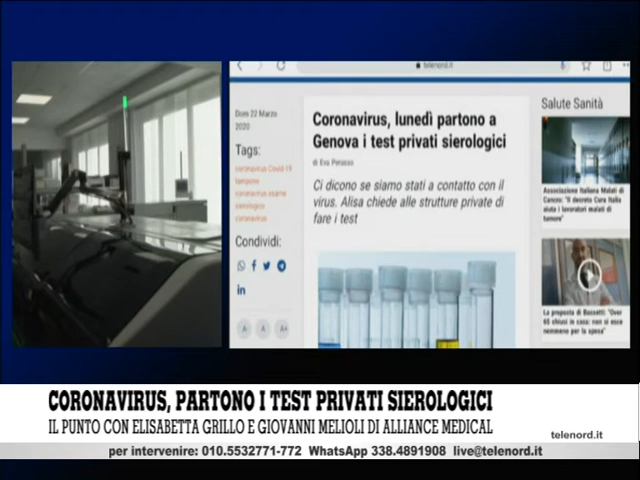 telenord.it
Dom 22 Marzo
2020
Tags:
coronavirus Covid-19
tampone
coronavirus esame
sierologico
coronavirus
Condividi:
A A A+
Coronavirus, lunedì partono a
Genova i test privati sierologici
di Eva Perasso
Ci dicono se siamo stati a contatto con il
virus. Alisa chiede alle strutture private di
fare i test
Salute Sanità
Associazione Italiana Malati di
Cancro: "Il decreto Cura Italia
aiuta i lavoratori malati di
tumore"
La proposta di Bassetti: "Over
65 chiusi in casa: non si esce
nemmeno per la spesa"
CORONAVIRUS, PARTONO I TEST PRIVATI SIEROLOGICI
IL PUNTO CON ELISABETTA GRILLO E GIOVANNI MELIOLI DI ALLIANCE MEDICAL
telenord.it
per intervenire: 010.5532771-772 WhatsApp 338.4891908 live@telenord.it